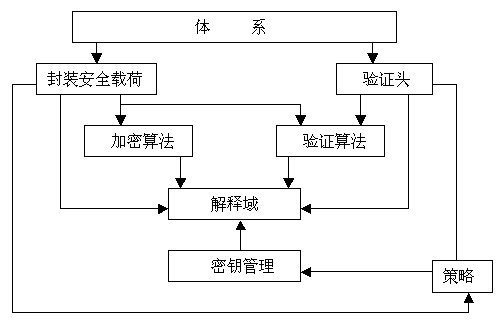 体 系
封装安全载荷
验证头
加密算法
验证算法
解释域
密钥管理
策略